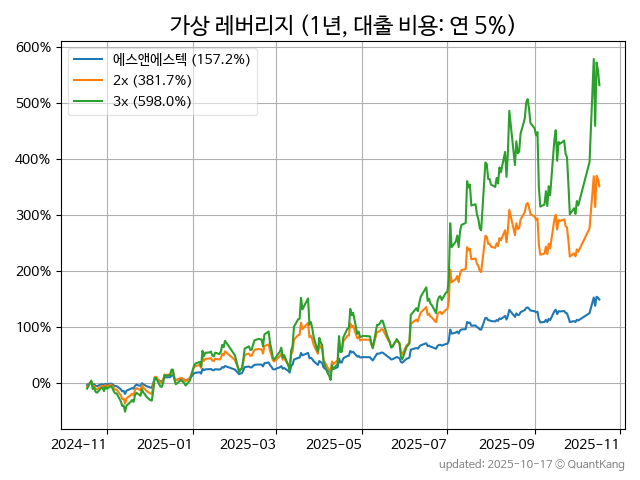 가상 레버리지 (1년, 대출 비용: 연 5%)
600%
500%
400%
300%
200%
100%
0%
에스앤에스텍 (157.2%)
2x (381.7%)
3x (598.0%)
2024-11
2025-01
2025-03
2025-05
2025-07
2025-09
2025-11
updated: 2025-10-17 © QuantKang